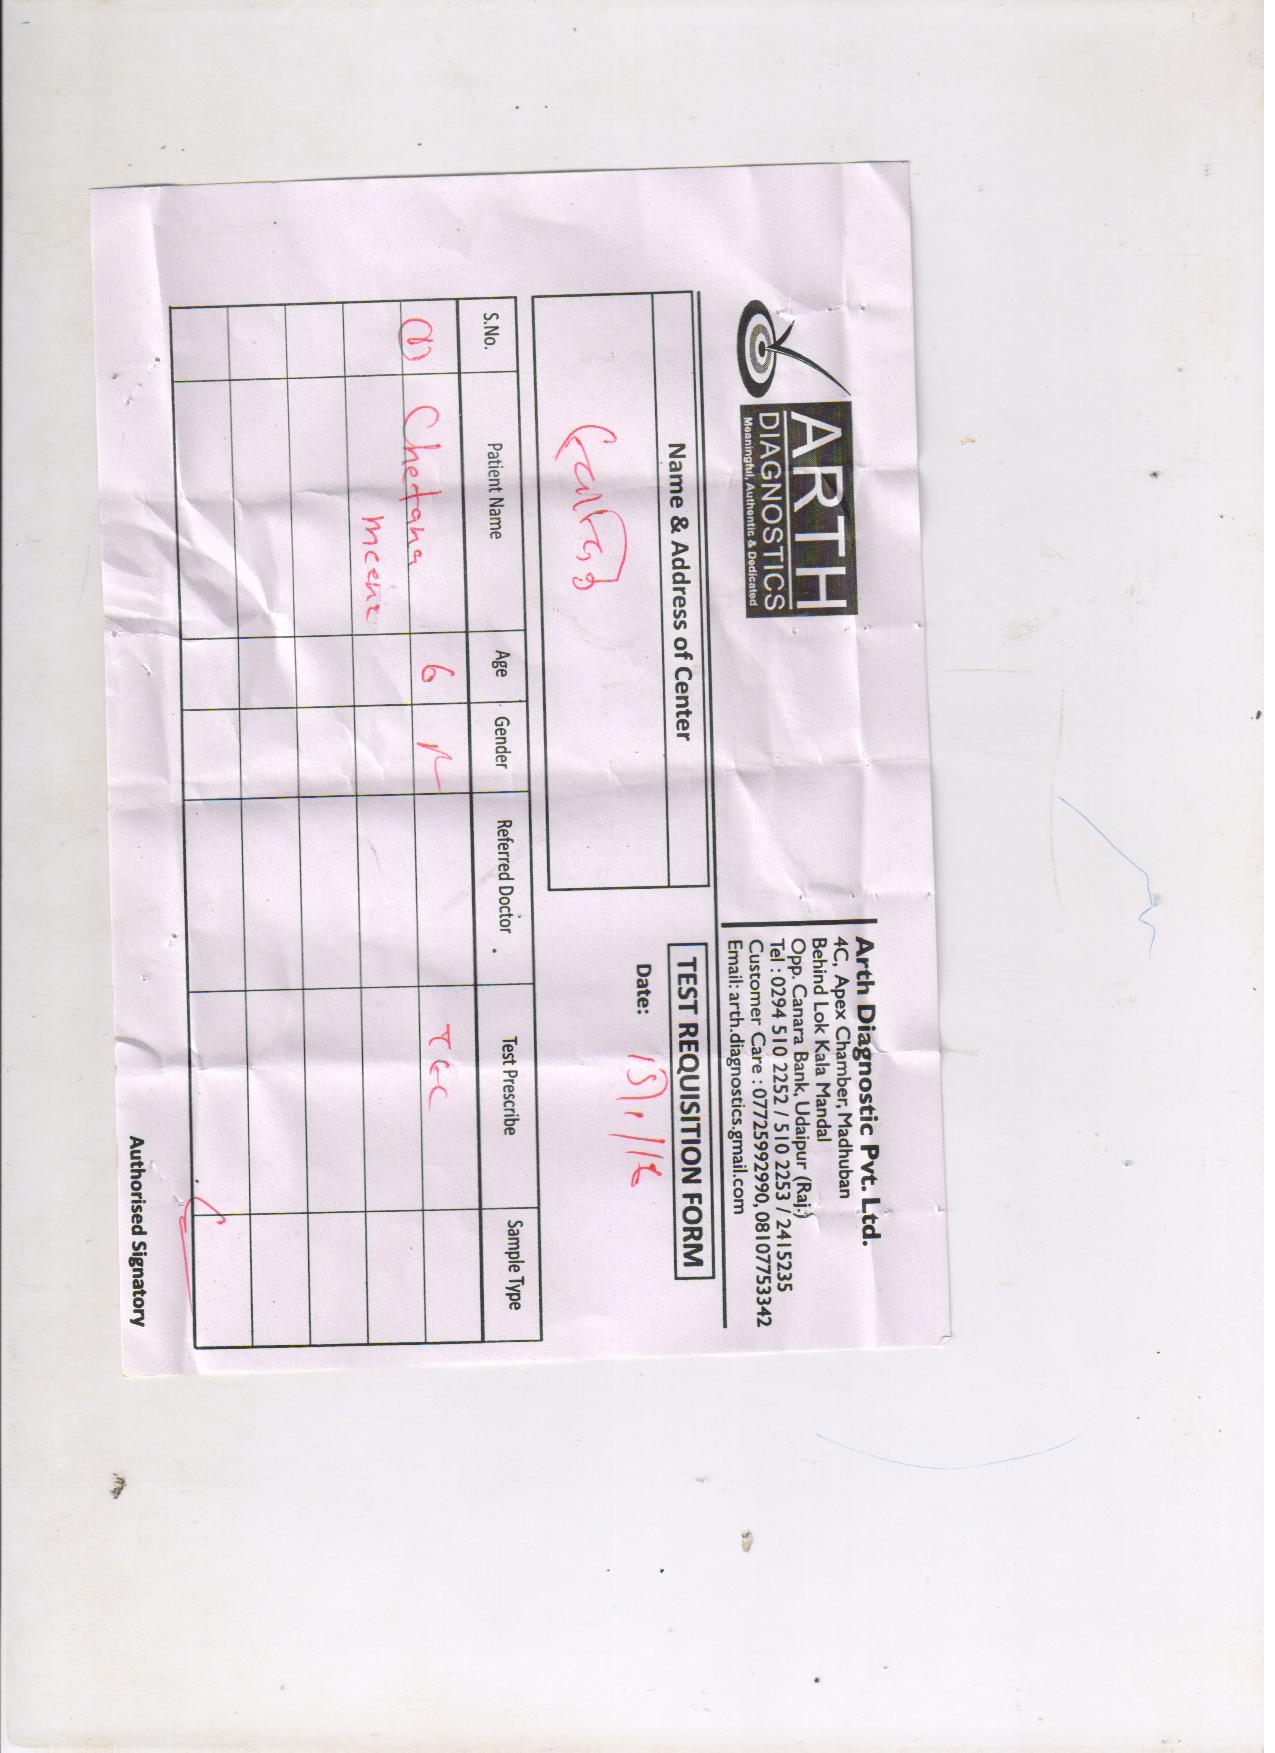 ARTH
DIAGNOSTICS
Meaningful, Authentic & Dedicated
Arth Diagnostic Pvt. Ltd.
4C, Apex Chamber, Madhuban
Behind Lok Kala Mandal
Opp. Canara Bank, Udaipur (Raj.)
Tel : 0294 510 2252 / 510 2253 / 2415235
Customer Care : 07725992990, 08107753342
Email: arth.diagnostics.gmail.com
Name & Address of Center
TEST REQUISITION FORM
Date:
S.No. Patient Name Age Gender Referred Doctor Test Prescribe Sample Type
(1) Chetana 6
meena
Authorised Signatory